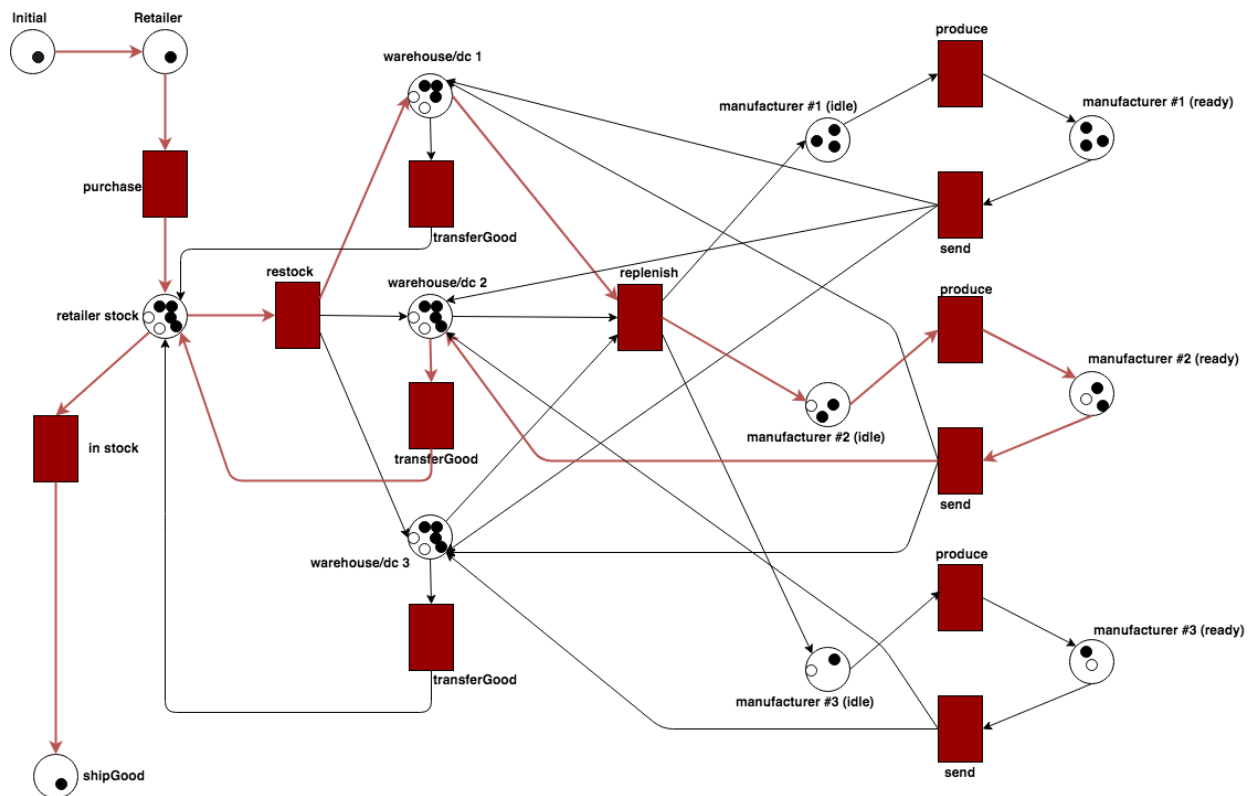 Initial
Retailer
produce
warehouse/dc 1
manufacturer #1 (idle)
manufacturer #1 (ready)
purchase
transferGood
send
restock
replenish
warehouse/dc 2
produce
retailer stock
manufacturer #2 (ready)
manufacturer #2 (idle)
in stock
transferGood
send
produce
warehouse/dc 3
manufacturer #3 (ready)
transferGood
manufacturer #3 (idle)
send
shipGood